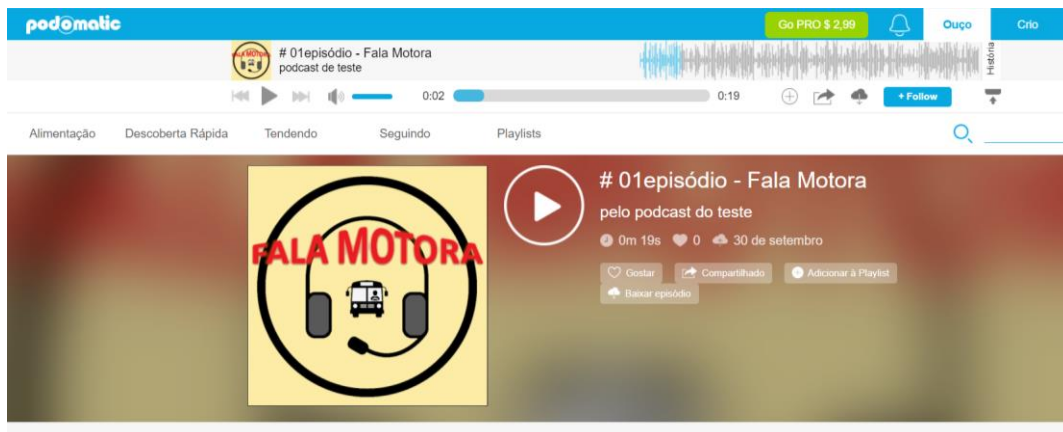 podomatic
Go PRO $ 2,99
Ouço
Crio
# 01episódio - Fala Motora
podcast de teste
História
0:02
0:19
+ Follow
Alimentação
Descoberta Rápida
Tendendo
Seguindo
Playlists
FALA MOTORA
# 01episódio - Fala Motora
pelo podcast do teste
0m 19s
0
30 de setembro
Gostar
Compartilhado
Adicionar à Playlist
Baixar episódio